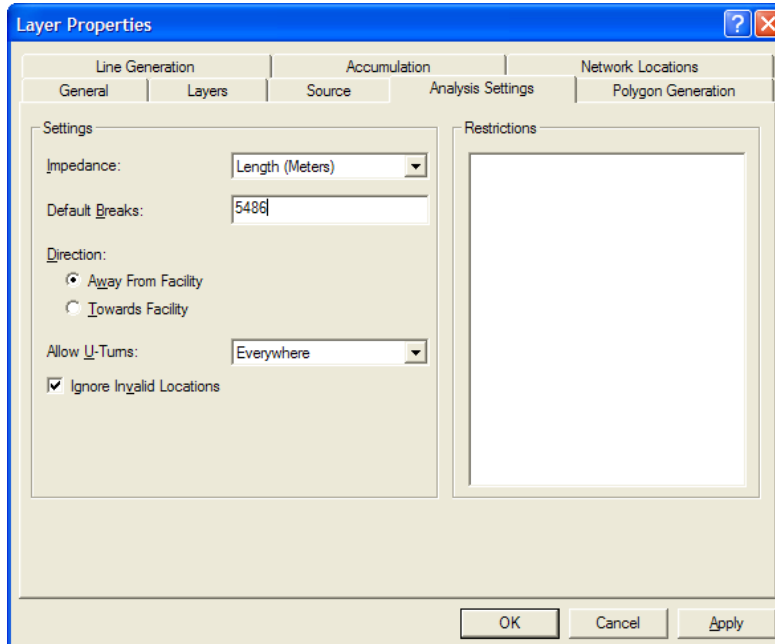 Layer Properties
Line Generation Accumulation Network Locations
General Layers Source Analysis Settings Polygon Generation
Settings
Restrictions
Impedance: Length (Meters)
Default Breaks: 5486
Direction:
Away From Facility
Towards Facility
Allow U-Turns: Everywhere
Ignore Invalid Locations
OK Cancel Apply